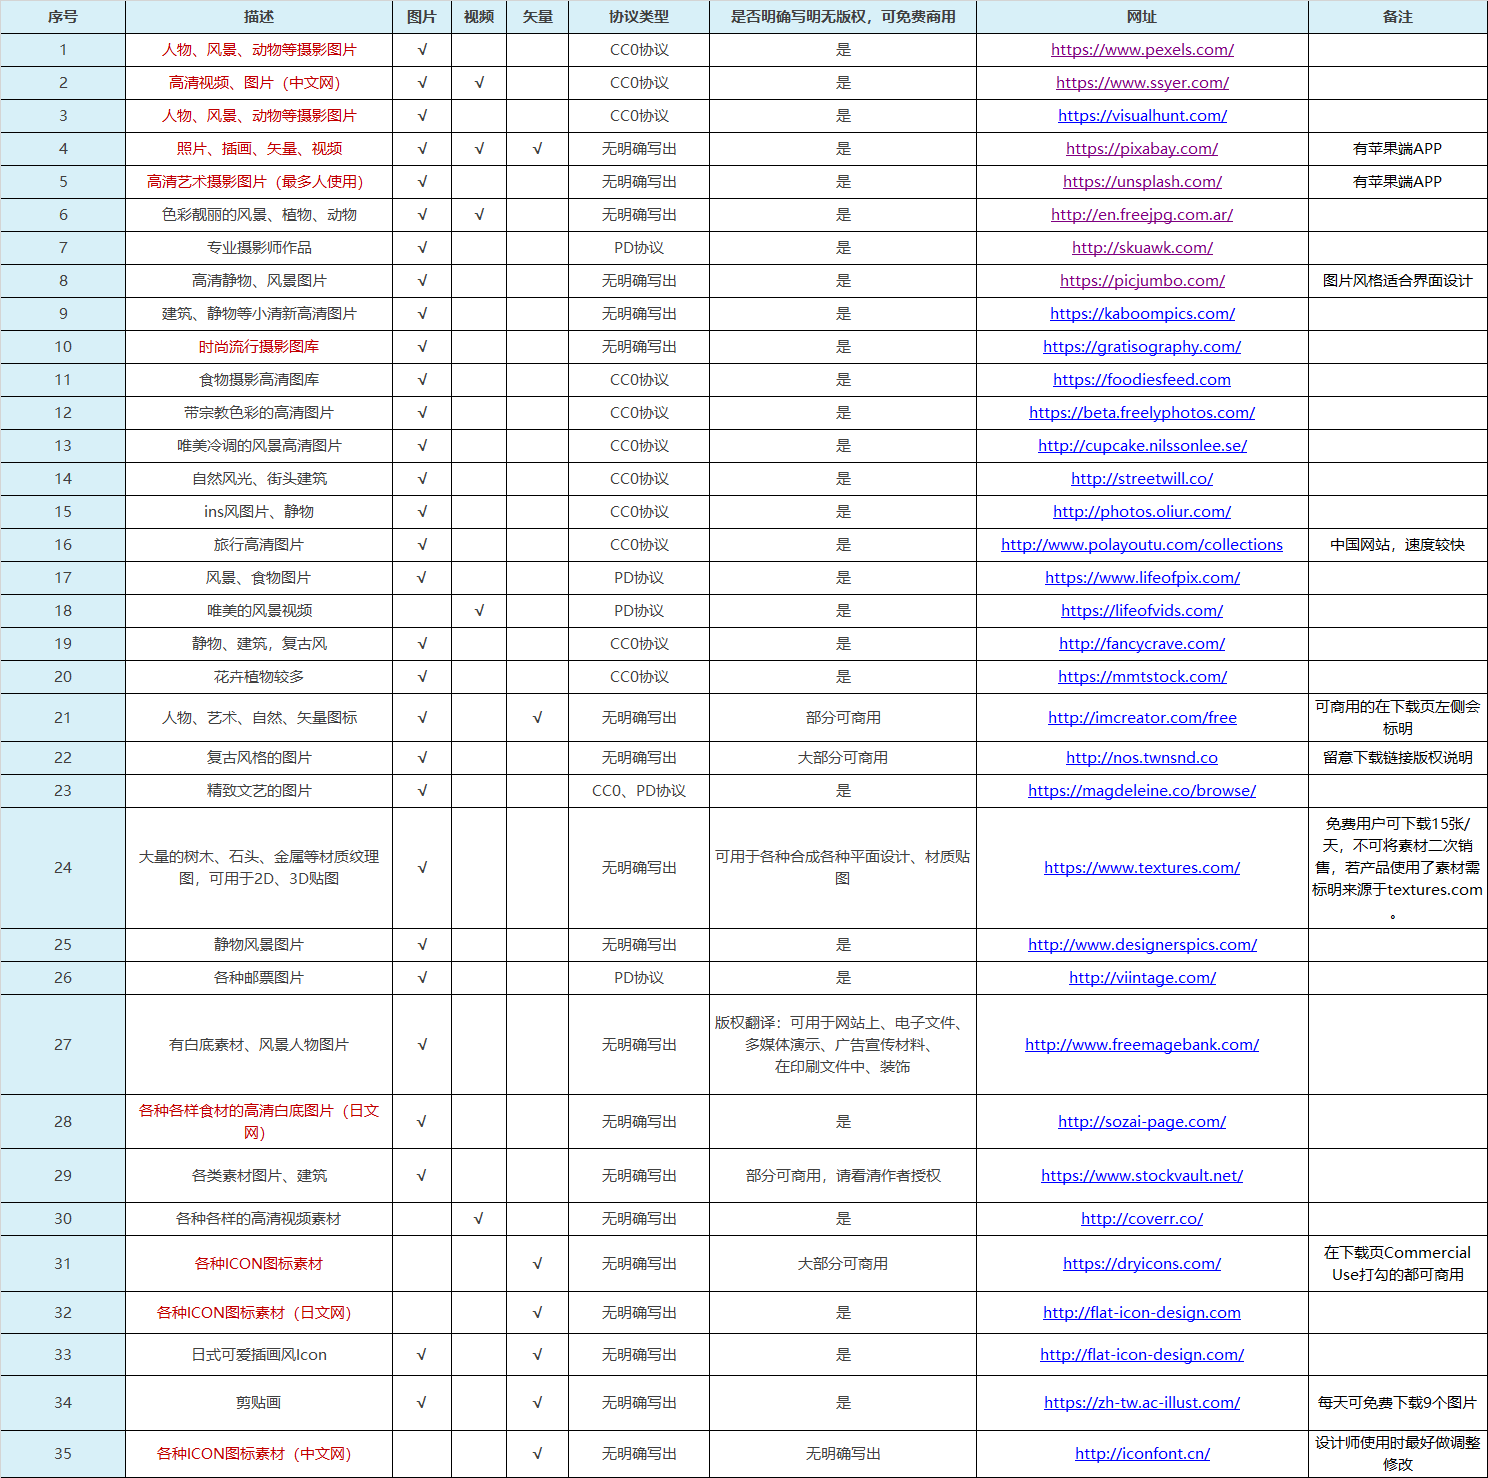 序号 描述 图片 视频 矢量 协议类型 是否明确写明无版权，可免费商用 网址 备注
1 人物、风景、动物等摄影图片 √ CC0协议 是 https://www.pexels.com/
2 高清视频、图片（中文网） √ √ CC0协议 是 https://www.ssyer.com/
3 人物、风景、动物等摄影图片 √ CC0协议 是 https://visualhunt.com/
4 照片、插画、矢量、视频 √ √ √ 无明确写出 是 https://pixabay.com/ 有苹果端APP
5 高清艺术摄影图片（最多人使用） √ 无明确写出 是 https://unsplash.com/ 有苹果端APP
6 色彩靓丽的风景、植物、动物 √ √ 无明确写出 是 http://en.freejpg.com.ar/
7 专业摄影师作品 √ PD协议 是 http://skuawk.com/
8 高清静物、风景图片 √ 无明确写出 是 https://picjumbo.com/ 图片风格适合界面设计
9 建筑、静物等小清新高清图片 √ 无明确写出 是 https://kaboompics.com/
10 时尚流行摄影图库 √ 无明确写出 是 https://gratisography.com/
11 食物摄影高清图库 √ CC0协议 是 https://foodiesfeed.com
12 带宗教色彩的高清图片 √ CC0协议 是 https://beta.freelyphotos.com/
13 唯美冷调的风景高清图片 √ CC0协议 是 http://cupcake.nilssonlee.se/
14 自然风光、街头建筑 √ CC0协议 是 http://streetwill.co/
15 ins风图片、静物 √ CC0协议 是 http://photos.oliur.com/
16 旅行高清图片 √ CC0协议 是 http://www.polayoutu.com/collections 中国网站，速度较快
17 风景、食物图片 √ PD协议 是 https://www.lifeofpix.com/
18 唯美的风景视频 √ PD协议 是 https://lifeofvids.com/
19 静物、建筑，复古风 √ CC0协议 是 http://fancycrave.com/
20 花卉植物较多 √ CC0协议 是 https://mmtstock.com/
21 人物、艺术、自然、矢量图标 √ √ 无明确写出 部分可商用 http://imcreator.com/free 可商用的在下载页左侧会
标明
22 复古风格的图片 √ 无明确写出 大部分可商用 http://nos.twnsnd.co 留意下载链接版权说明
23 精致文艺的图片 √ CC0、PD协议 是 https://magdeleine.co/browse/
24 大量的树木、石头、金属等材质纹理
图，可用于2D、3D贴图 √ 无明确写出 可用于各种合成各种平面设计、材质贴
图 https://www.textures.com/ 免费用户可下载15张/
天，不可将素材二次销
售，若产品使用了素材需
标明来源于textures.com
。
25 静物风景图片 √ 无明确写出 是 http://www.designerspics.com/
26 各种邮票图片 √ PD协议 是 http://viintage.com/
27 有白底素材、风景人物图片 √ 无明确写出 版权翻译：可用于网站上、电子文件、
多媒体演示、广告宣传材料、
在印刷文件中、装饰 http://www.freemagebank.com/
28 各种各样食材的高清白底图片（日文
网） √ 无明确写出 是 http://sozai-page.com/
29 各类素材图片、建筑 √ 无明确写出 部分可商用，请看清作者授权 https://www.stockvault.net/
30 各种各样的高清视频素材 √ 无明确写出 是 http://coverr.co/
31 各种ICON图标素材 √ 无明确写出 大部分可商用 https://dryicons.com/ 在下载页Commercial
Use打勾的都可商用
32 各种ICON图标素材（日文网） √ 无明确写出 是 http://flat-icon-design.com
33 日式可爱插画风Icon √ √ 无明确写出 是 http://flat-icon-design.com/
34 剪贴画 √ √ 无明确写出 是 https://zh-tw.ac-illust.com/ 每天可免费下载9个图片
35 各种ICON图标素材（中文网） √ 无明确写出 无明确写出 http://iconfont.cn/ 设计师使用时最好做调整
修改